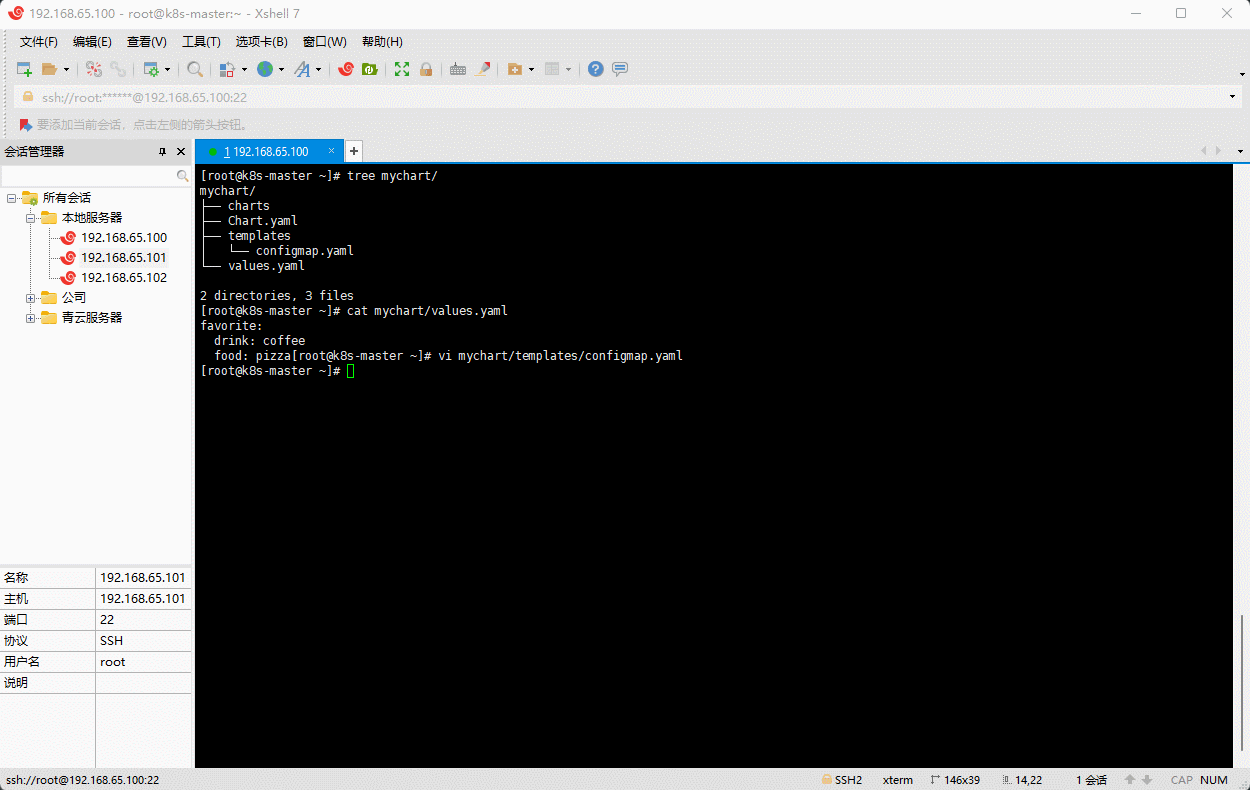 192.168.65.100 - root@k8s-master:~ - Xshell 7
文件(F) 编辑(E) 查看(V) 工具(T) 选项卡(B) 窗口(W) 帮助(H)
ssh://root:******@192.168.65.100:22
要添加当前会话，点击左侧的箭头按钮。
会话管理器
1 192.168.65.100
所有会话
本地服务器
192.168.65.100
192.168.65.101
192.168.65.102
公司
青云服务器
名称 192.168.65.101
主机 192.168.65.101
端口 22
协议 SSH
用户名 root
说明
[root@k8s-master ~]# tree mychart/
mychart/
├── charts
├── Chart.yaml
├── templates
│   └── configmap.yaml
└── values.yaml
2 directories, 3 files
[root@k8s-master ~]# cat mychart/values.yaml
favorite:
  drink: coffee
  food: pizza[root@k8s-master ~]# vi mychart/templates/configmap.yaml
[root@k8s-master ~]#
ssh://root@192.168.65.100:22 SSH2 xterm 146x39 14,22 1 会话 CAP NUM